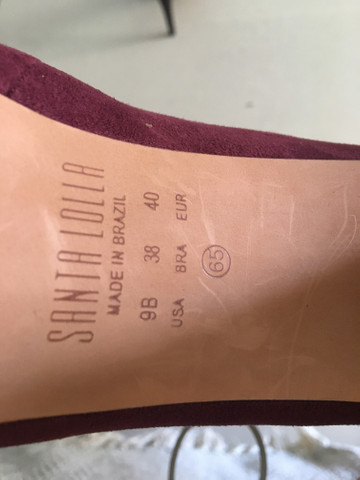 SANTA LOLLA
MADE IN BRAZIL
9B 38 40
USA BRA EUR
65